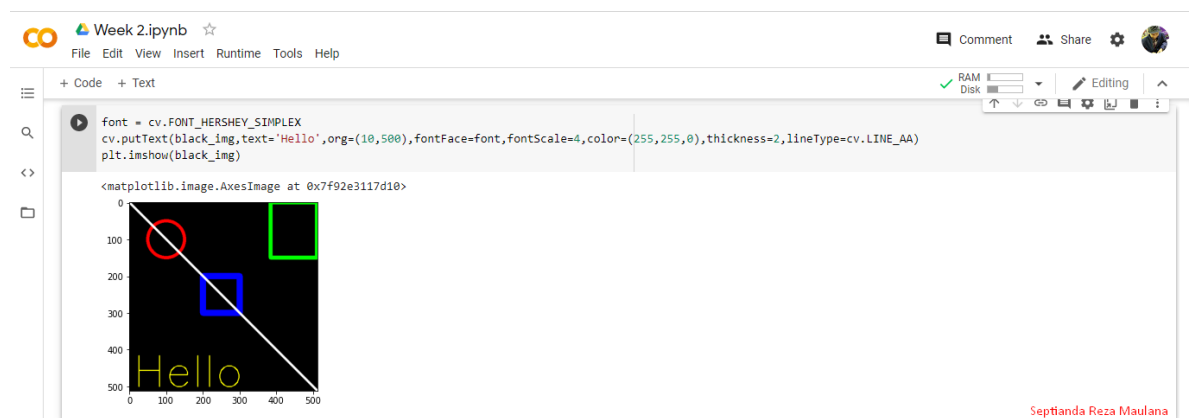 Week 2.ipynb
File Edit View Insert Runtime Tools Help
Comment Share
+ Code + Text
RAM
Disk
Editing
font = cv.FONT_HERSHEY_SIMPLEX
cv.putText(black_img,text='Hello',org=(10,500),fontFace=font,fontScale=4,color=(255,255,0),thickness=2,lineType=cv.LINE_AA)
plt.imshow(black_img)
<matplotlib.image.AxesImage at 0x7f92e3117d10>
0
100
200
300
400
Hello
500
0 100 200 300 400 500
Septianda Reza Maulana